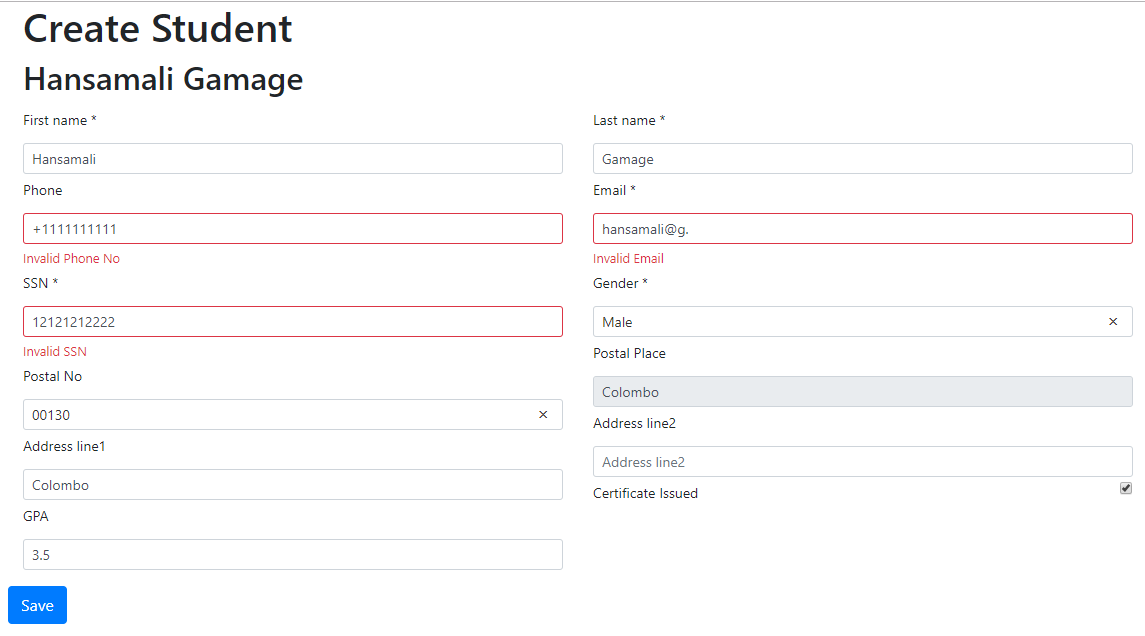 Create Student
Hansamali Gamage
First name *
Last name *
Hansamali
Gamage
Phone
Email *
+1111111111
hansamali@g.
Invalid Phone No
Invalid Email
SSN *
Gender *
12121212222
Male ×
Invalid SSN
Postal Place
Postal No
Colombo
00130 ×
Address line2
Address line1
Address line2
Colombo
Certificate Issued
GPA
3.5
Save